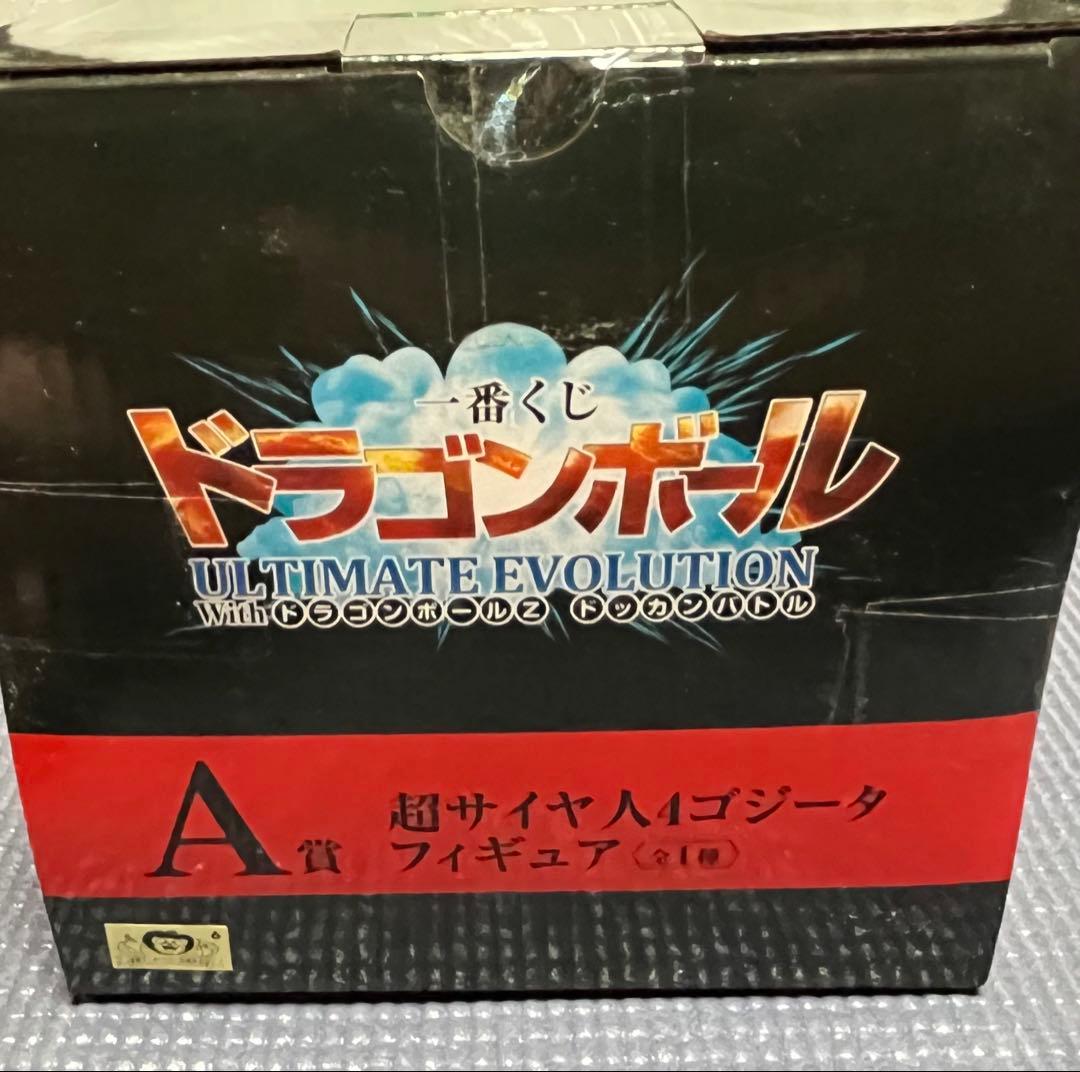 一番くじ
ドラゴンボール
ULTIMATE EVOLUTION
With ドラゴンボールZ ドッカンバトル
A賞
超サイヤ人4ゴジータ
フィギュア〈全1種〉